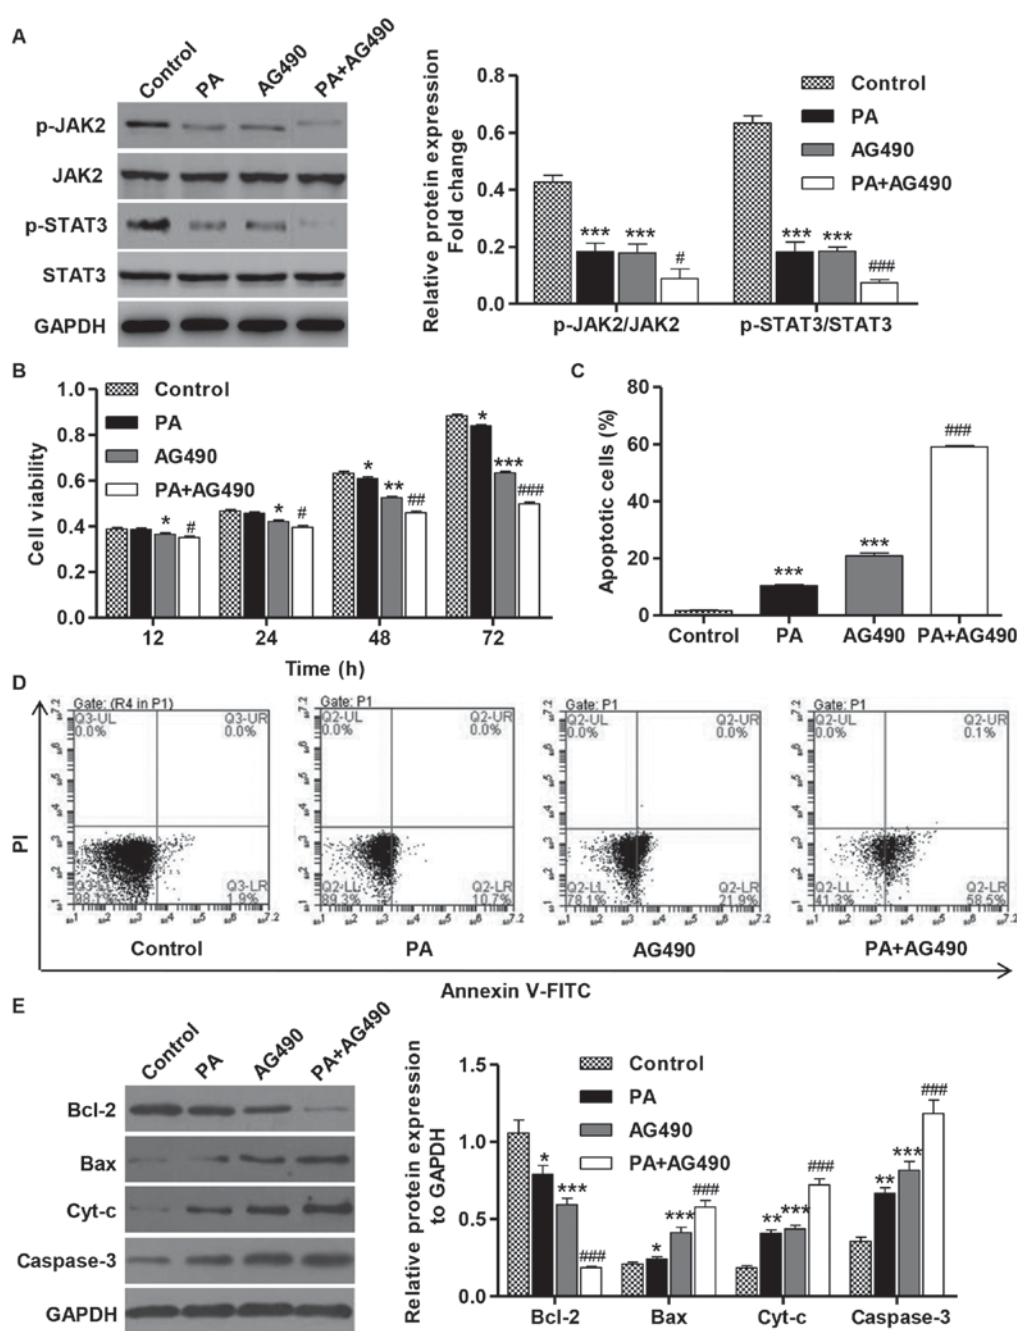 A
Control
PA
AG490
PA+AG490
p-JAK2
JAK2
p-STAT3
STAT3
GAPDH
Relative protein expression
Fold change
0.8
0.6
0.4
0.2
0.0
Control
PA
AG490
PA+AG490
*** *** #
*** *** ###
p-JAK2/JAK2 p-STAT3/STAT3
B
Cell viability
1.0
0.8
0.6
0.4
0.2
0.0
Control
PA
AG490
PA+AG490
* #
* #
* ** ##
* *** ###
12 24 48 72
Time (h)
C
Apoptotic cells (%)
80
60
40
20
0
*** *** ###
Control PA AG490 PA+AG490
D
PI
Gate: (R4 in P1)
Q3-UL Q3-UR
0.0% 0.0%
Q3-LR
1.9%
Control
Gate: P1
Q2-UL Q2-UR
0.0% 0.0%
Q2-LL Q2-LR
89.3% 10.7%
PA
Gate: P1
Q2-UL Q2-UR
0.0% 0.0%
Q2-LL Q2-LR
78.1% 21.9%
AG490
Gate: P1
Q2-UL Q2-UR
0.0% 0.1%
Q2-LL Q2-LR
41.3% 58.5%
PA+AG490
Annexin V-FITC
E
Control
PA
AG490
PA+AG490
Bcl-2
Bax
Cyt-c
Caspase-3
GAPDH
Relative protein expression
to GAPDH
1.5
1.0
0.5
0.0
Control
PA
AG490
PA+AG490
* *** ###
* *** ###
** *** ###
** *** ###
Bcl-2 Bax Cyt-c Caspase-3